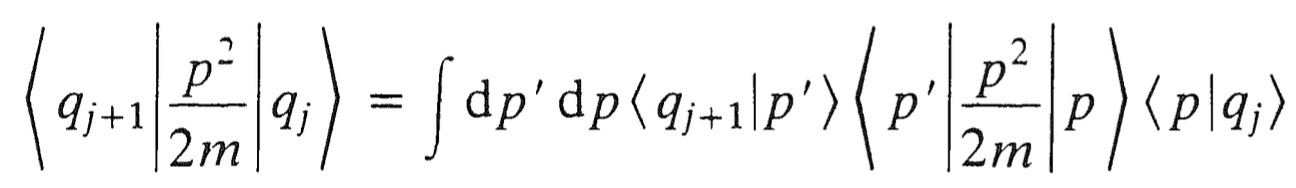 ⟨q_{j+1}|p²/2m|q_j⟩ = ∫dp′ dp⟨q_{j+1}|p′⟩⟨p′|p²/2m|p⟩⟨p|q_j⟩